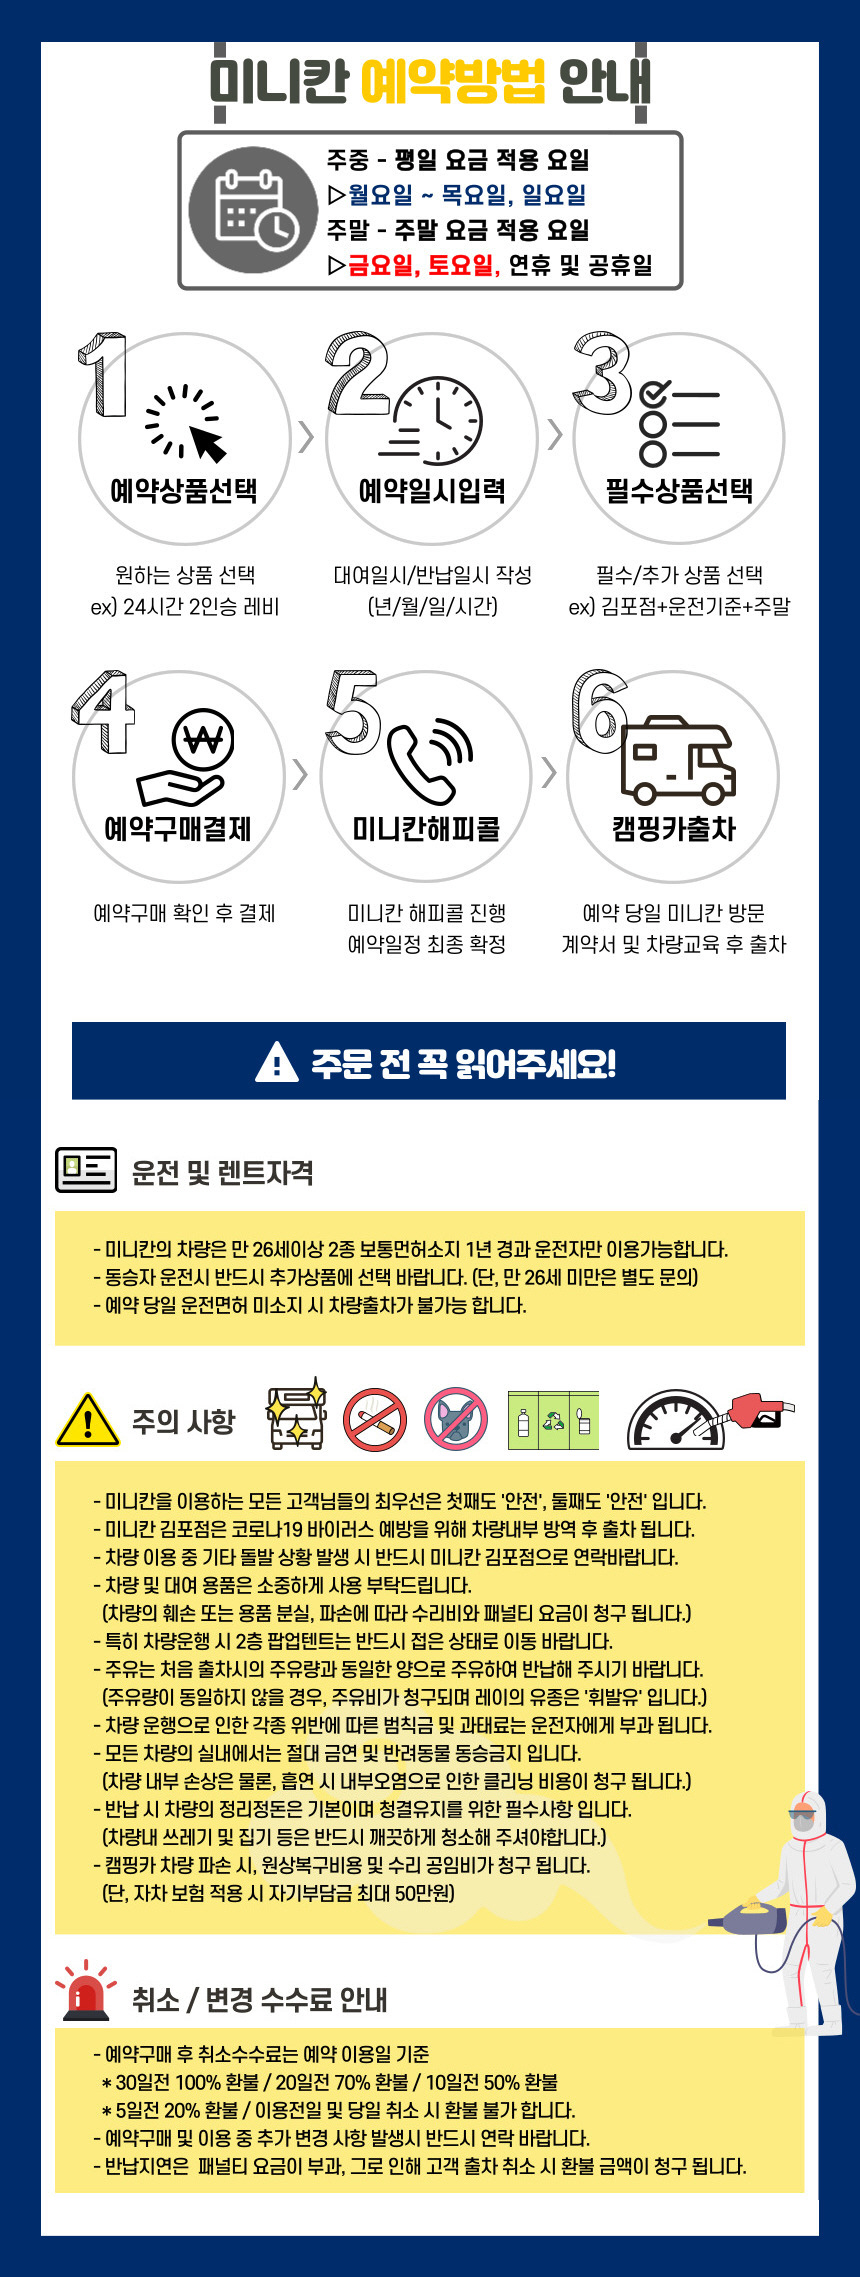 미니칸 예약방법 안내
주중 - 평일 요금 적용 요일
▷월요일 ~ 목요일, 일요일
주말 - 주말 요금 적용 요일
▷금요일, 토요일, 연휴 및 공휴일
1
예약상품선택
원하는 상품 선택
ex) 24시간 2인승 레비
2
예약일시입력
대여일시/반납일시 작성
(년/월/일/시간)
3
필수상품선택
필수/추가 상품 선택
ex) 김포점+운전기준+주말
4
예약구매결제
예약구매 확인 후 결제
5
미니칸해피콜
미니칸 해피콜 진행
예약일정 최종 확정
6
캠핑카출차
예약 당일 미니칸 방문
계약서 및 차량교육 후 출차
주문 전 꼭 읽어주세요!
운전 및 렌트자격
- 미니칸의 차량은 만 26세이상 2종 보통먼허소지 1년 경과 운전자만 이용가능합니다.
- 동승자 운전시 반드시 추가상품에 선택 바랍니다. (단, 만 26세 미만은 별도 문의)
- 예약 당일 운전면허 미소지 시 차량출차가 불가능 합니다.
주의 사항
- 미니칸을 이용하는 모든 고객님들의 최우선은 첫째도 '안전', 둘째도 '안전' 입니다.
- 미니칸 김포점은 코로나19 바이러스 예방을 위해 차량내부 방역 후 출차 됩니다.
- 차량 이용 중 기타 돌발 상황 발생 시 반드시 미니칸 김포점으로 연락바랍니다.
- 차량 및 대여 용품은 소중하게 사용 부탁드립니다.
(차량의 훼손 또는 용품 분실, 파손에 따라 수리비와 패널티 요금이 청구 됩니다.)
- 특히 차량운행 시 2층 팝업텐트는 반드시 접은 상태로 이동 바랍니다.
- 주유는 처음 출차시의 주유량과 동일한 양으로 주유하여 반납해 주시기 바랍니다.
(주유량이 동일하지 않을 경우, 주유비가 청구되며 레이의 유종은 '휘발유' 입니다.)
- 차량 운행으로 인한 각종 위반에 따른 범칙금 및 과태료는 운전자에게 부과 됩니다.
- 모든 차량의 실내에서는 절대 금연 및 반려동물 동승금지 입니다.
(차량 내부 손상은 물론, 흡연 시 내부오염으로 인한 클리닝 비용이 청구 됩니다.)
- 반납 시 차량의 정리정돈은 기본이며 청결유지를 위한 필수사항 입니다.
(차량내 쓰레기 및 집기 등은 반드시 깨끗하게 청소해 주셔야합니다.)
- 캠핑카 차량 파손 시, 원상복구비용 및 수리 공임비가 청구 됩니다.
(단, 자차 보험 적용 시 자기부담금 최대 50만원)
취소 / 변경 수수료 안내
- 예약구매 후 취소수수료는 예약 이용일 기준
* 30일전 100% 환불 / 20일전 70% 환불 / 10일전 50% 환불
* 5일전 20% 환불 / 이용전일 및 당일 취소 시 환불 불가 합니다.
- 예약구매 및 이용 중 추가 변경 사항 발생시 반드시 연락 바랍니다.
- 반납지연은 패널티 요금이 부과, 그로 인해 고객 출차 취소 시 환불 금액이 청구 됩니다.